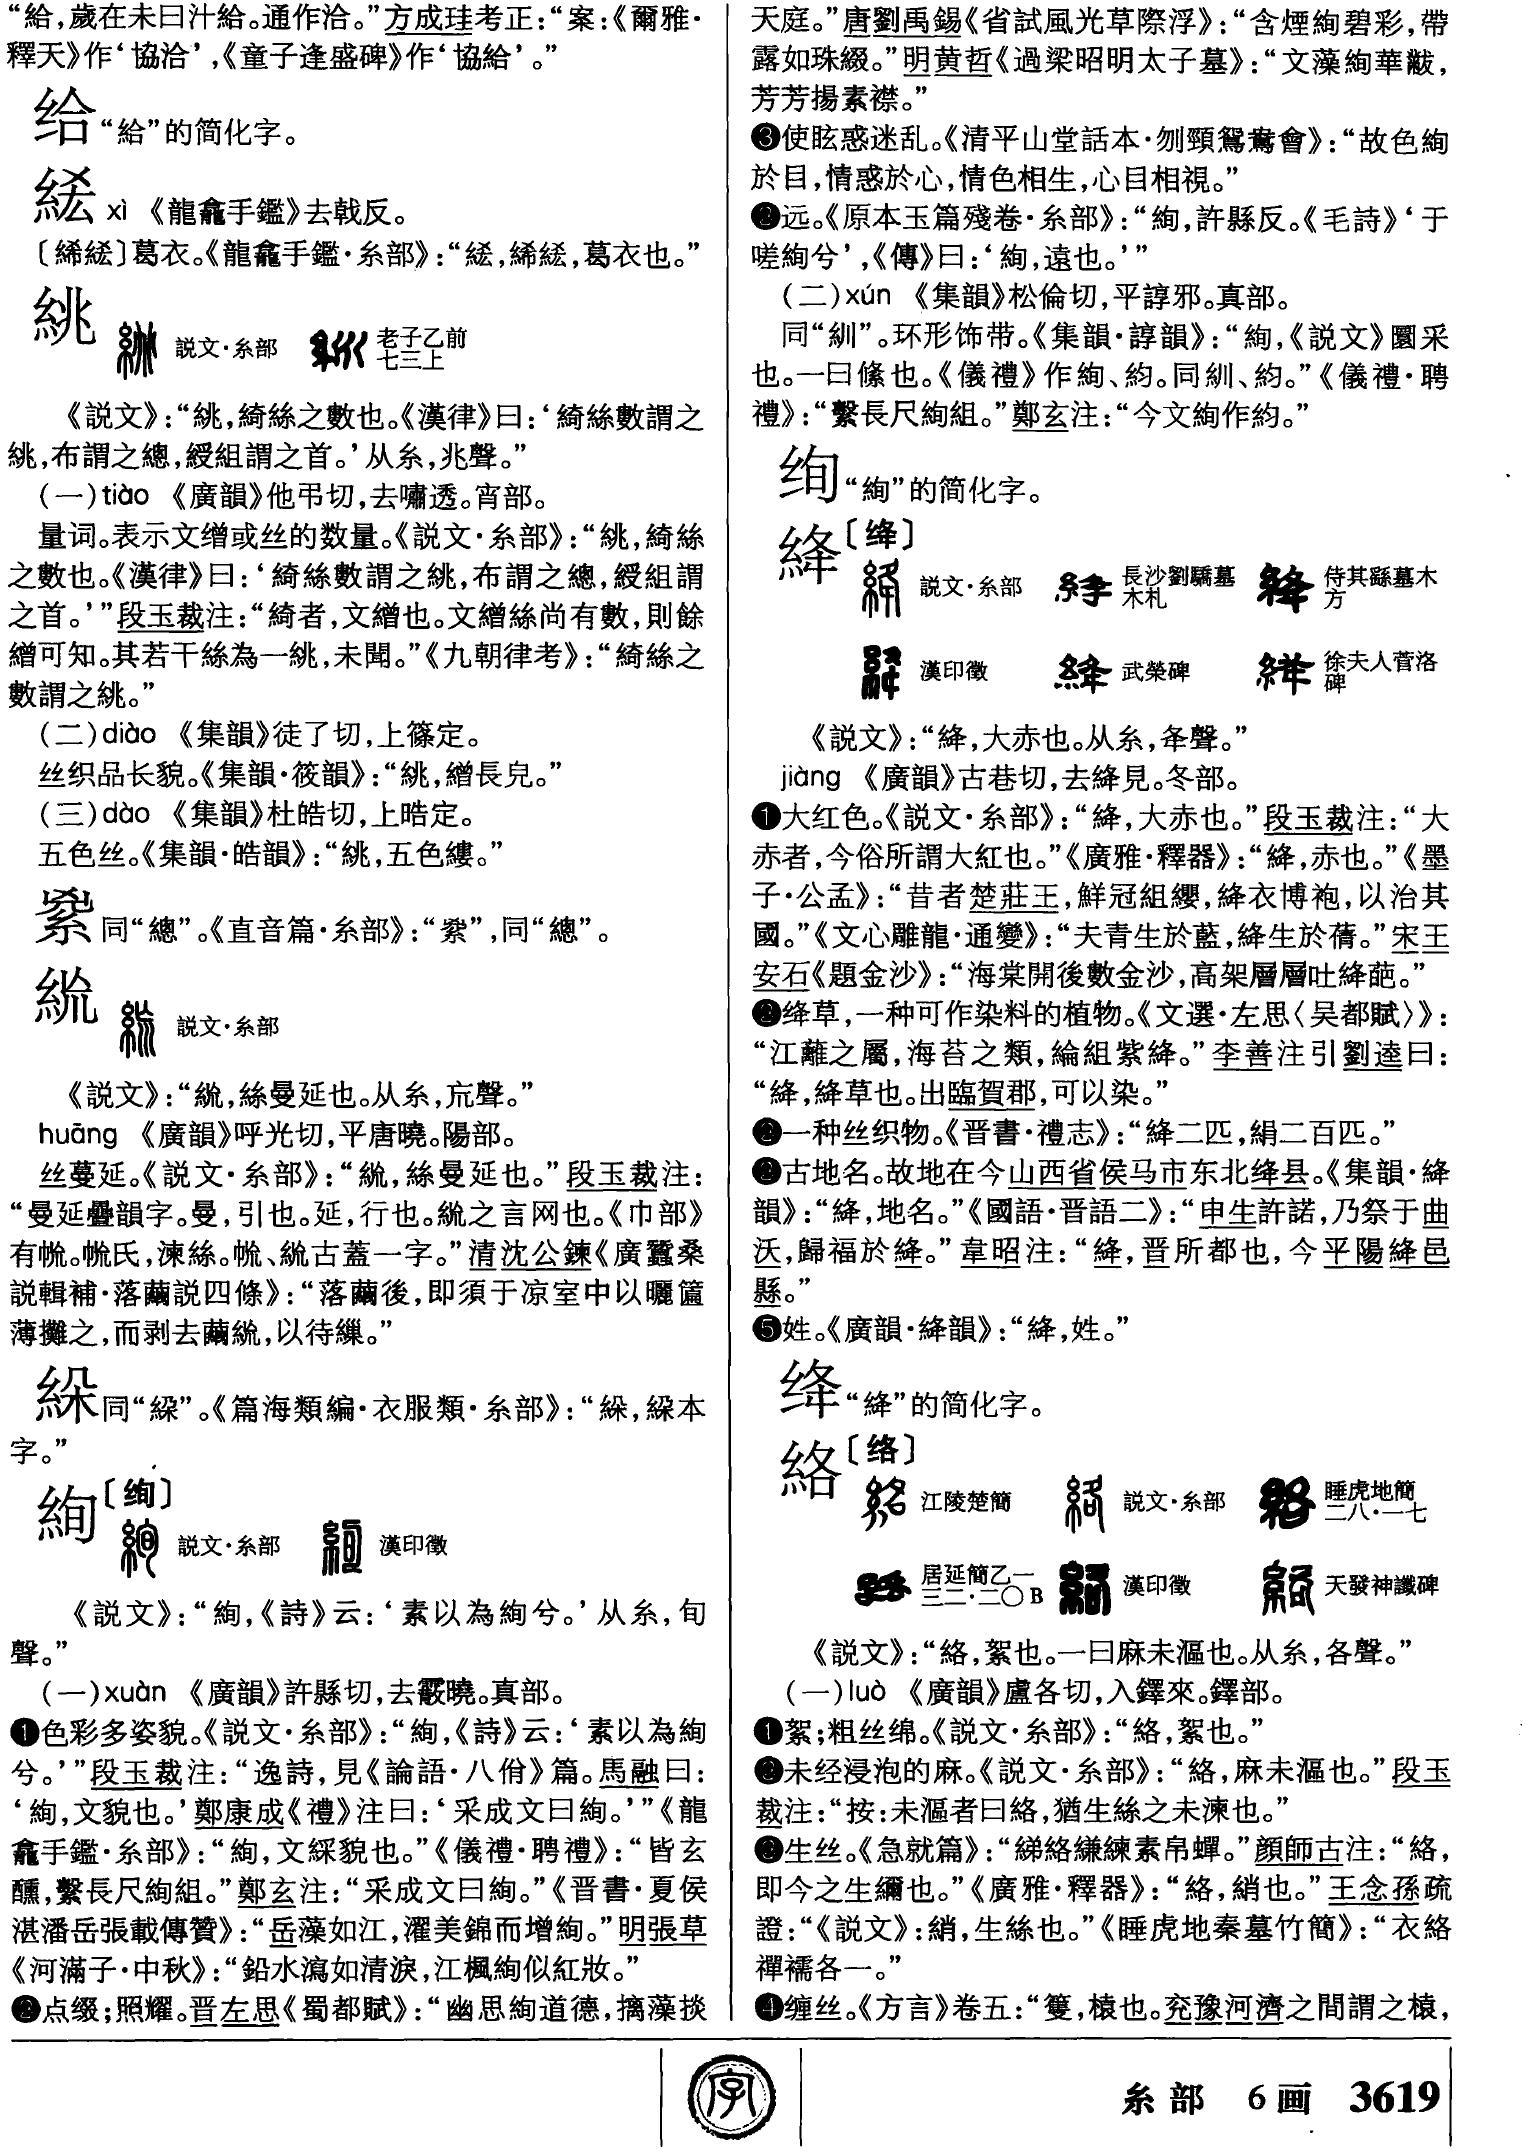 “給，歲在未曰汁給。通作洽。”方成珪考正：“案：《爾雅·
釋天》作‘協洽’，《童子逢盛碑》作‘協給’。”
给“給”的简化字。
綌 xì 《龍龕手鑑》去戟反。
〔絺綌〕葛衣。《龍龕手鑑·糸部》：“綌，絺綌，葛衣也。”
絩
説文·糸部 老子乙前
七三上
《説文》：“絩，綺絲之數也。《漢律》曰：‘綺絲數謂之
絩，布謂之總，綬組謂之首。’从糸，兆聲。”
（一）tiào 《廣韻》他弔切，去嘯透。宵部。
量词。表示文缯或丝的数量。《説文·糸部》：“絩，綺絲
之數也。《漢律》曰：‘綺絲數謂之絩，布謂之總，綬組謂
之首。’”段玉裁注：“綺者，文繒也。文繒絲尚有數，則餘
繒可知。其若干絲為一絩，未聞。”《九朝律考》：“綺絲之
數謂之絩。”
（二）diào 《集韻》徒了切，上篠定。
丝织品长貌。《集韻·筱韻》：“絩，繒長皃。”
（三）dào 《集韻》杜皓切，上晧定。
五色丝。《集韻·皓韻》：“絩，五色縷。”
同“總”。《直音篇·糸部》：“”，同“總”。
絖
説文·糸部
《説文》：“絖，絲曼延也。从糸，㠩聲。”
huāng 《廣韻》呼光切，平唐曉。陽部。
丝蔓延。《説文·糸部》：“絖，絲曼延也。”段玉裁注：
“曼延疊韻字。曼，引也。延，行也。絖之言网也。《巾部》
有㡆。㡆氏，湅絲。㡆、絖古蓋一字。”清沈公鍊《廣蠶桑
説輯補·落繭説四條》：“落繭後，即須于凉室中以曬簠
薄攤之，而剥去繭絖，以待繅。”
同“綵”。《篇海類編·衣服類·糸部》：“，綵本
字。”
絢〔绚〕
説文·糸部 漢印徵
《説文》：“絢，《詩》云：‘素以為絢兮。’从糸，旬
聲。”
（一）xuàn 《廣韻》許縣切，去霰曉。真部。
❶色彩多姿貌。《説文·糸部》：“絢，《詩》云：‘素以為絢
兮。’”段玉裁注：“逸詩，見《論語·八佾》篇。馬融曰：
‘絢，文貌也。’鄭康成《禮》注曰：‘采成文曰絢。’”《龍
龕手鑑·糸部》：“絢，文綵貌也。”《儀禮·聘禮》：“皆玄
纁，繫長尺絢組。”鄭玄注：“采成文曰絢。”《晋書·夏侯
湛潘岳張載傳贊》：“岳藻如江，濯美錦而增絢。”明張草
《河滿子·中秋》：“鉛水瀉如清淚，江楓絢似紅妝。”
❷点缀；照耀。晋左思《蜀都賦》：“幽思絢道德，摛藻掞
天庭。”唐劉禹錫《省試風光草際浮》：“含煙絢碧彩，帶
露如珠綴。”明黄哲《過梁昭明太子墓》：“文藻絢華黻，
芳芳揚素襟。”
❸使眩惑迷乱。《清平山堂話本·刎頸鴛鴦會》：“故色絢
於目，情惑於心，情色相生，心目相視。”
❷远。《原本玉篇殘卷·糸部》：“絢，許縣反。《毛詩》‘于
嗟絢兮’，《傳》曰：‘絢，遠也。’”
（二）xún 《集韻》松倫切，平諄邪。真部。
同“紃”。环形饰带。《集韻·諄韻》：“絢，《説文》圜采
也。一曰絛也。《儀禮》作絢、約。同紃、約。”《儀禮·聘
禮》：“繫長尺絢組。”鄭玄注：“今文絢作約。”
绚“絢”的简化字。
絳〔绛〕
説文·糸部 長沙劉驕墓
木札 侍其繇墓木
方
漢印徵 武榮碑 徐夫人菅洛
碑
《説文》：“絳，大赤也。从糸，夅聲。”
jiàng 《廣韻》古巷切，去絳見。冬部。
❶大红色。《説文·糸部》：“絳，大赤也。”段玉裁注：“大
赤者，今俗所謂大紅也。”《廣雅·釋器》：“絳，赤也。”《墨
子·公孟》：“昔者楚莊王，鮮冠組纓，絳衣博袍，以治其
國。”《文心雕龍·通變》：“夫青生於藍，絳生於蒨。”宋王
安石《題金沙》：“海棠開後數金沙，高架層層吐絳葩。”
❷绛草，一种可作染料的植物。《文選·左思〈吴都賦〉》：
“江蘺之屬，海苔之類，綸組紫絳。”李善注引劉逵曰：
“絳，絳草也。出臨賀郡，可以染。”
❷一种丝织物。《晋書·禮志》：“絳二匹，絹二百匹。”
❷古地名。故地在今山西省侯马市东北绛县。《集韻·絳
韻》：“絳，地名。”《國語·晋語二》：“申生許諾，乃祭于曲
沃，歸福於絳。”韋昭注：“絳，晋所都也，今平陽絳邑
縣。”
❺姓。《廣韻·絳韻》：“絳，姓。”
绛“絳”的简化字。
絡〔络〕
江陵楚簡 説文·糸部 睡虎地簡
二八·一七
居延簡乙一
三二·二〇B 漢印徵 天發神讖碑
《説文》：“絡，絮也。一曰麻未漚也。从糸，各聲。”
（一）luò 《廣韻》盧各切，入鐸來。鐸部。
❶絮；粗丝绵。《説文·糸部》：“絡，絮也。”
❷未经浸泡的麻。《説文·糸部》：“絡，麻未漚也。”段玉
裁注：“按：未漚者曰絡，猶生絲之未湅也。”
❷生丝。《急就篇》：“綈絡縑練素帛蟬。”顔師古注：“絡，
即今之生䌤也。”《廣雅·釋器》：“絡，綃也。”王念孫疏
證：“《説文》：綃，生絲也。”《睡虎地秦墓竹簡》：“衣絡
襌襦各一。”
❹缠丝。《方言》卷五：“籆，榬也。兗豫河濟之間謂之榬，
糸部 6画 3619